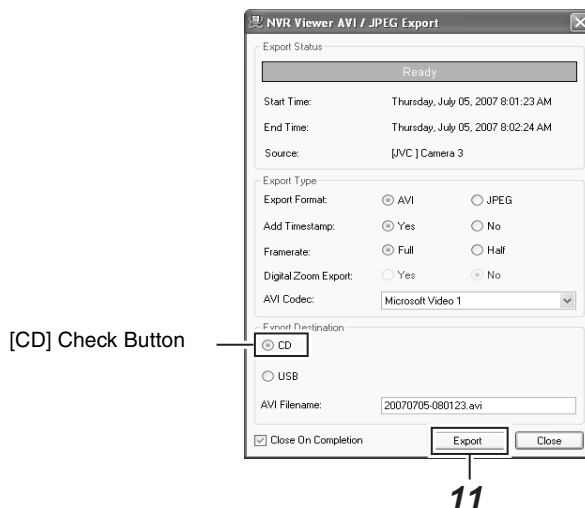 NVR Viewer AVI / JPEG Export
Export Status
Ready
Start Time: Thursday, July 05, 2007 8:01:23 AM
End Time: Thursday, July 05, 2007 8:02:24 AM
Source: [JVC ] Camera 3
Export Type
Export Format: AVI JPEG
Add Timestamp: Yes No
Framerate: Full Half
Digital Zoom Export: Yes No
AVI Codec: Microsoft Video 1
Export Destination
[CD] Check Button CD
USB
AVI Filename: 20070705-080123.avi
Close On Completion Export Close
11